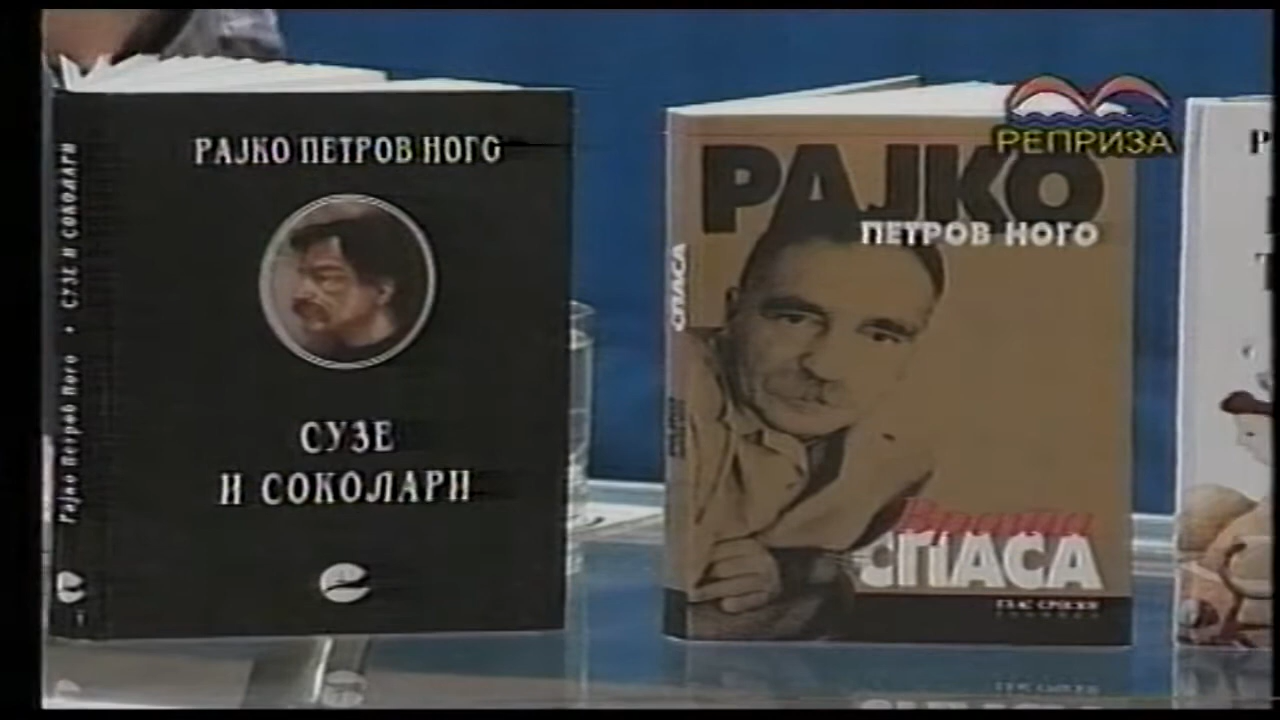 РАЈКО ПЕТРОВ НОГО
СУЗЕ
И СОКОЛАРИ
Рајко Петров Ного • СУЗЕ И СОКОЛАРИ
РАЈКО
ПЕТРОВ НОГО
СПАСА
СПАСА
РЕПРИЗА
Р